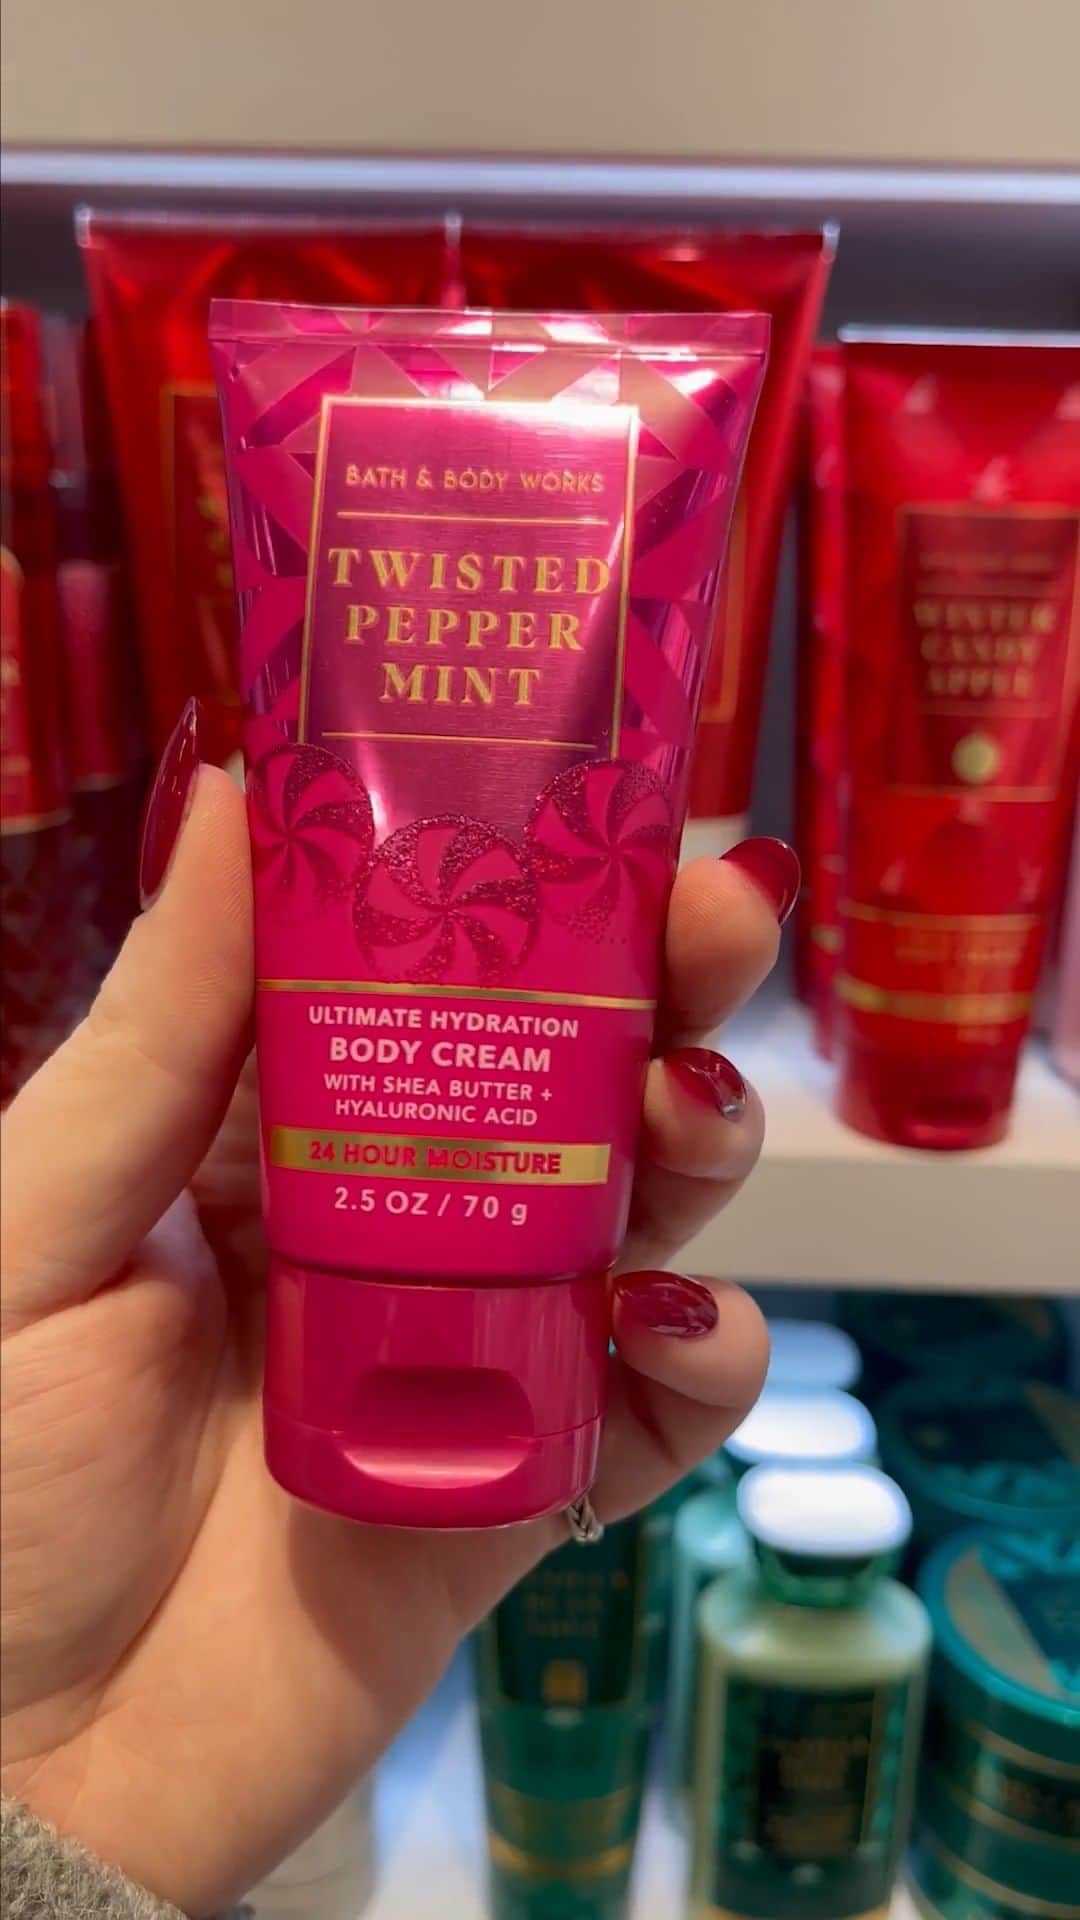 BATH & BODY WORKS
TWISTED
PEPPER
MINT
ULTIMATE HYDRATION
BODY CREAM
WITH SHEA BUTTER +
HYALURONIC ACID
24 HOUR MOISTURE
2.5 OZ / 70 g
WINTER
CANDY
APPLE